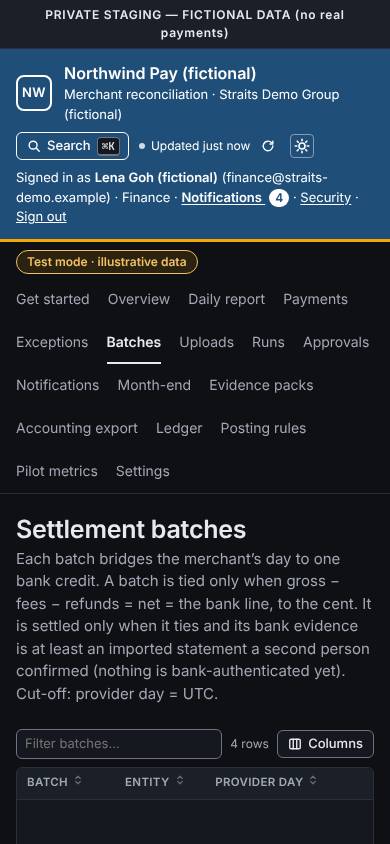 PRIVATE STAGING — FICTIONAL DATA (no real
payments)
NW
Northwind Pay (fictional)
Merchant reconciliation · Straits Demo Group
(fictional)
Search ⌘K
Updated just now
Signed in as Lena Goh (fictional) (finance@straits-
demo.example) · Finance · Notifications 4 · Security ·
Sign out
Test mode · illustrative data
Get started Overview Daily report Payments
Exceptions Batches Uploads Runs Approvals
Notifications Month-end Evidence packs
Accounting export Ledger Posting rules
Pilot metrics Settings
Settlement batches
Each batch bridges the merchant’s day to one
bank credit. A batch is tied only when gross −
fees − refunds = net = the bank line, to the cent. It
is settled only when it ties and its bank evidence
is at least an imported statement a second person
confirmed (nothing is bank-authenticated yet).
Cut-off: provider day = UTC.
Filter batches... 4 rows Columns
BATCH ENTITY PROVIDER DAY